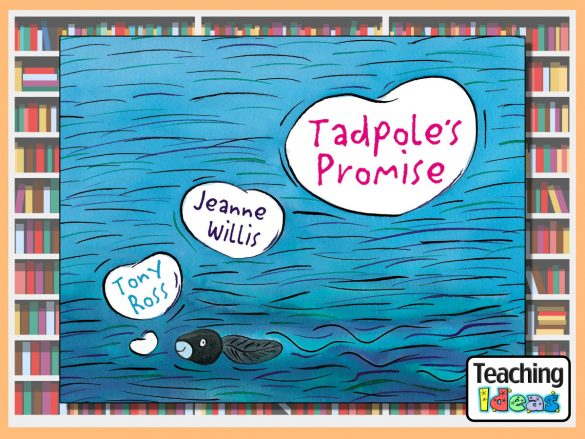 Tadpole's
Promise
Jeanne
Willis
Tony
Ross
Teaching
Ideas